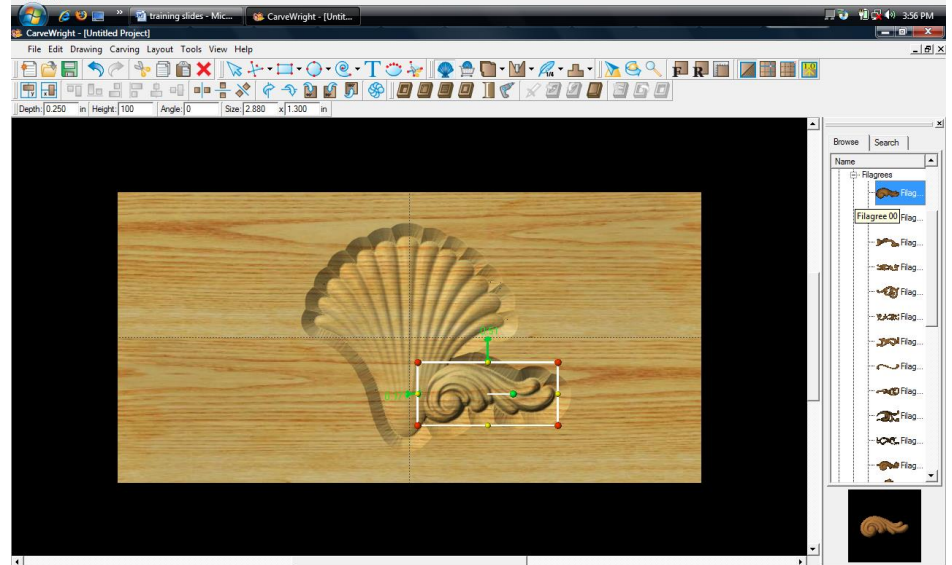 training slides - Mic... CarveWright - [Untit... 3:56 PM
CarveWright - [Untitled Project]
File Edit Drawing Carving Layout Tools View Help
Depth: 0.250 in Height: 100 Angle: 0 Size: 2.880 x 1.300 in
Browse Search
Name
Filagrees
Filag...
Filagree 00 Filag...
Filag...
Filag...
Filag...
Filag...
Filag...
Filag...
Filag...
Filag...
Filag...
Filag...